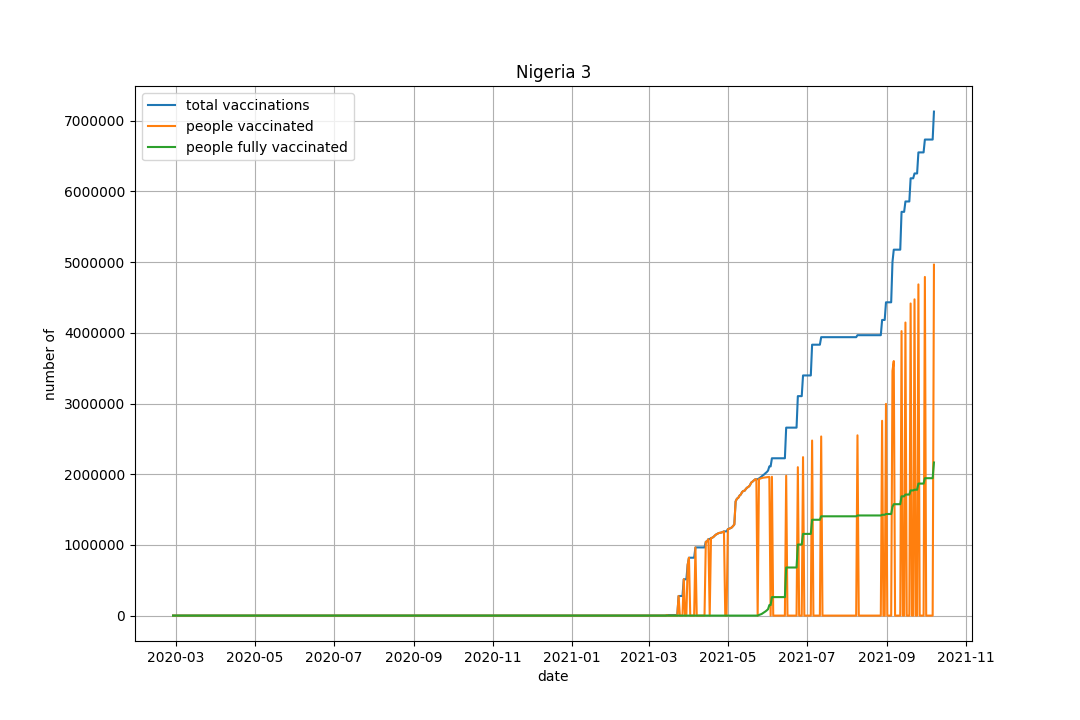 Nigeria 3
total vaccinations
people vaccinated
people fully vaccinated
7000000
6000000
5000000
4000000
3000000
2000000
1000000
0
number of
2020-03 2020-05 2020-07 2020-09 2020-11 2021-01 2021-03 2021-05 2021-07 2021-09 2021-11
date